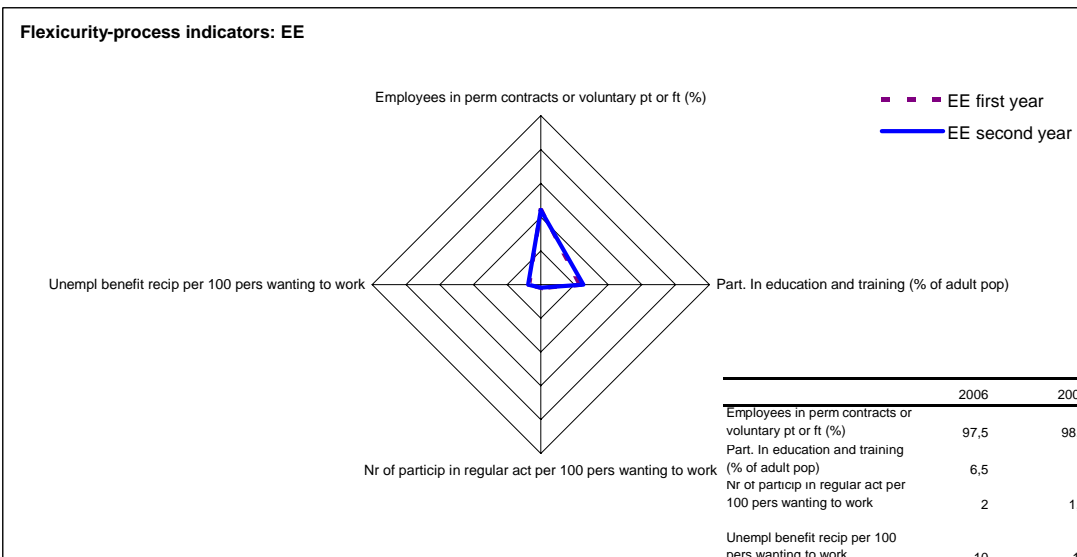 Flexicurity-process indicators: EE
Employees in perm contracts or voluntary pt or ft (%)
EE first year
EE second year
Unempl benefit recip per 100 pers wanting to work
Part. In education and training (% of adult pop)
Nr of particip in regular act per 100 pers wanting to work
2006
Employees in perm contracts or
voluntary pt or ft (%) 97,5
Part. In education and training
(% of adult pop) 6,5
Nr of particip in regular act per
100 pers wanting to work 2
Unempl benefit recip per 100
pers wanting to work 10